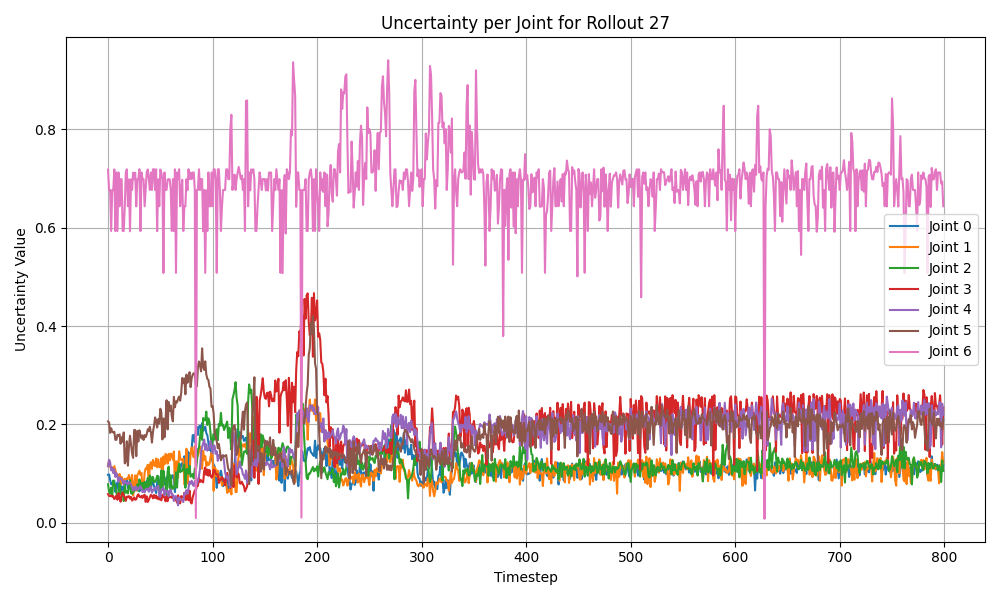 Uncertainty per Joint for Rollout 27
Uncertainty Value
0.8
0.6
0.4
0.2
0.0
Joint 0
Joint 1
Joint 2
Joint 3
Joint 4
Joint 5
Joint 6
0 100 200 300 400 500 600 700 800
Timestep